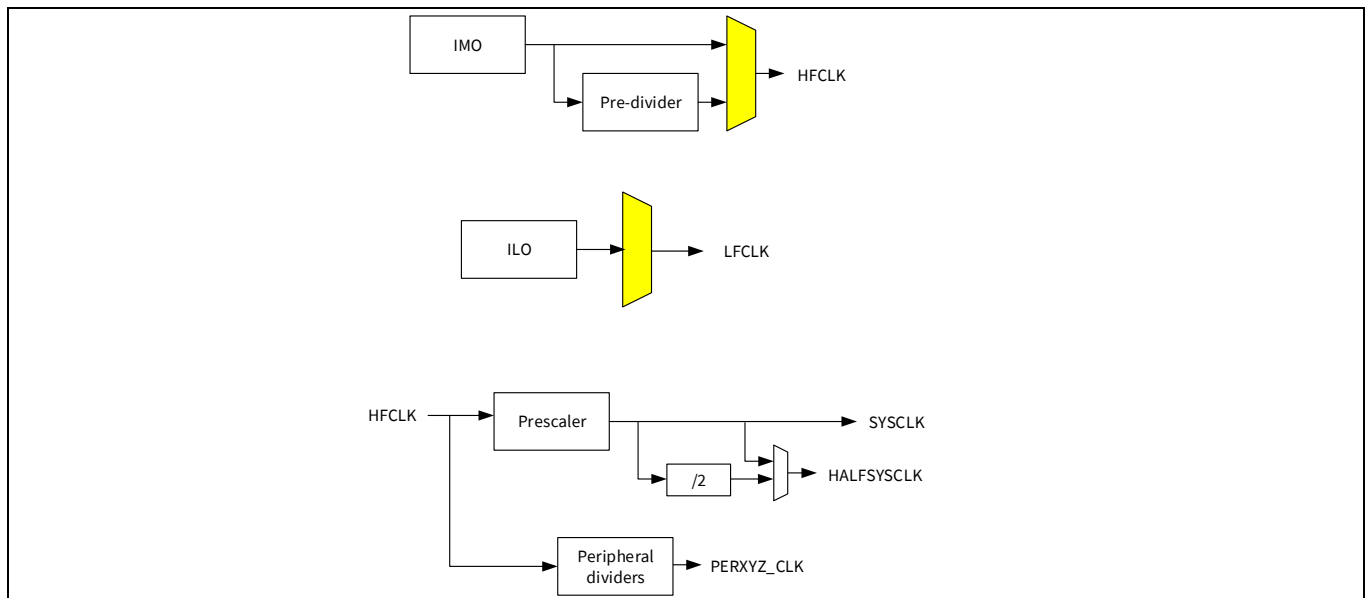 IMO
HFCLK
Pre-divider
ILO
LFCLK
HFCLK
Prescaler
SYSCLK
/2
HALFSYSCLK
Peripheral
dividers
PERXYZ_CLK